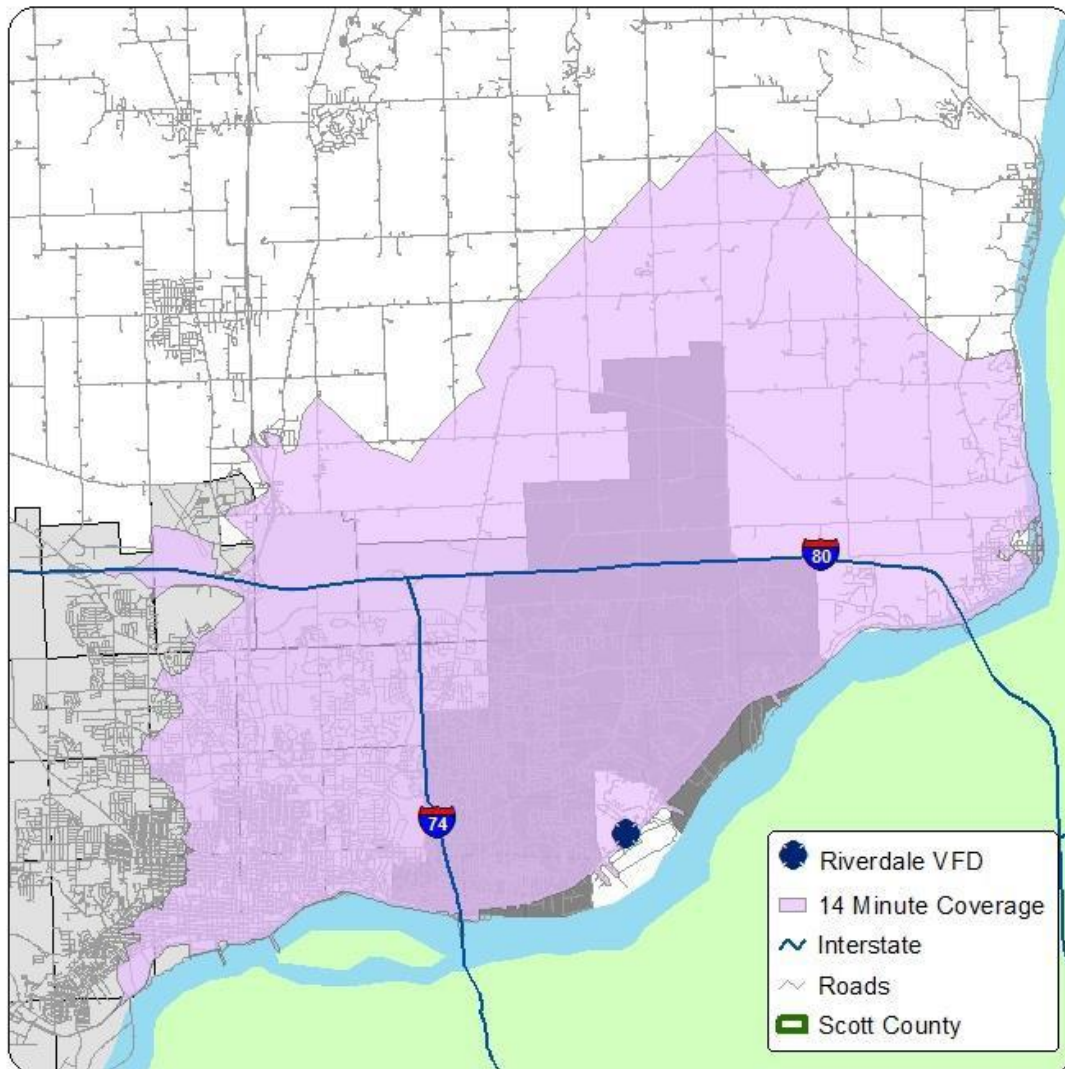 80
74
Riverdale VFD
14 Minute Coverage
Interstate
Roads
Scott County